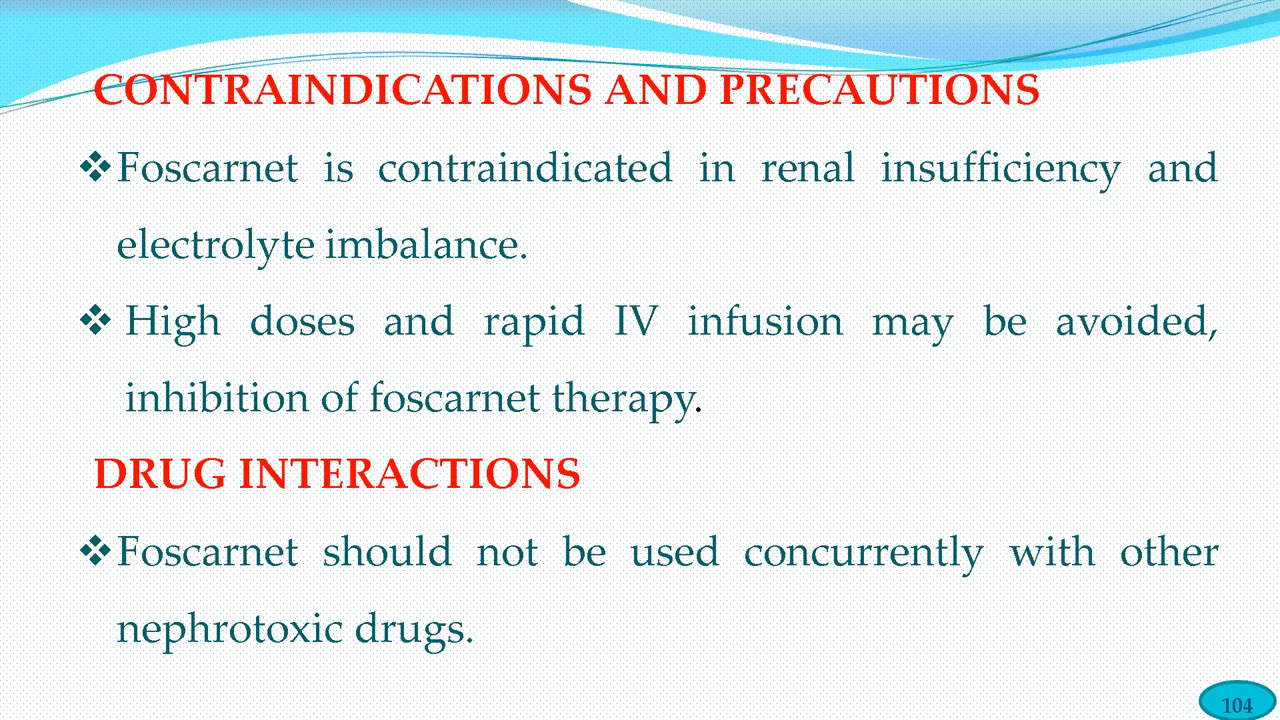 CONTRAINDICATIONS AND PRECAUTIONS
❖Foscarnet is contraindicated in renal insufficiency and
electrolyte imbalance.
❖ High doses and rapid IV infusion may be avoided,
inhibition of foscarnet therapy.
DRUG INTERACTIONS
❖Foscarnet should not be used concurrently with other
nephrotoxic drugs.
104